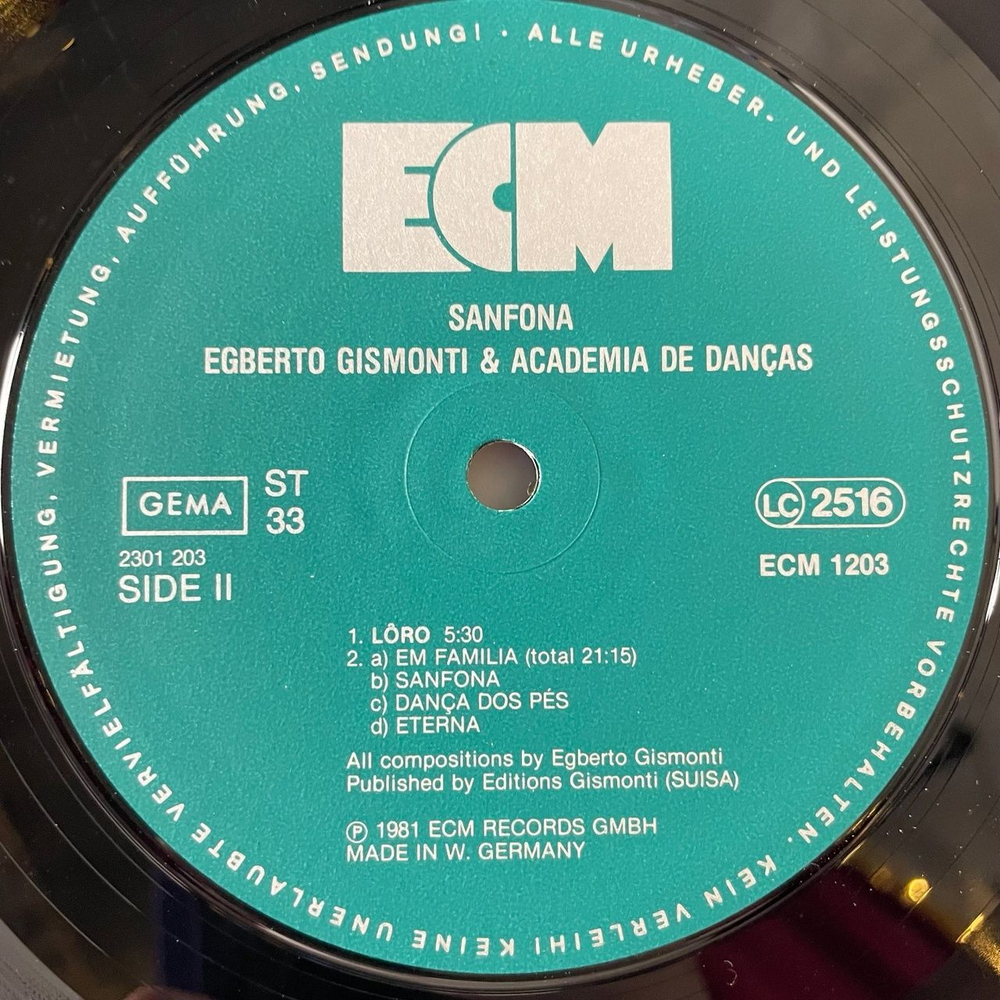 ECM
SANFONA
EGBERTO GISMONTI & ACADEMIA DE DANÇAS
GEMA
ST
33
2301 203
SIDE II
LC 2516
ECM 1203
1. LÔRO 5:30
2. a) EM FAMILIA (total 21:15)
b) SANFONA
c) DANÇA DOS PÉS
d) ETERNA
All compositions by Egberto Gismonti
Published by Editions Gismonti (SUISA)
℗ 1981 ECM RECORDS GMBH
MADE IN W. GERMANY
ALLE URHEBER- UND LEISTUNGSSCHUTZRECHTE VORBEHALTEN. KEIN VERLEIH! KEINE UNERLAUBTE VERVIELFÄLTIGUNG, VERMIETUNG, AUFFÜHRUNG, SENDUNG! ·